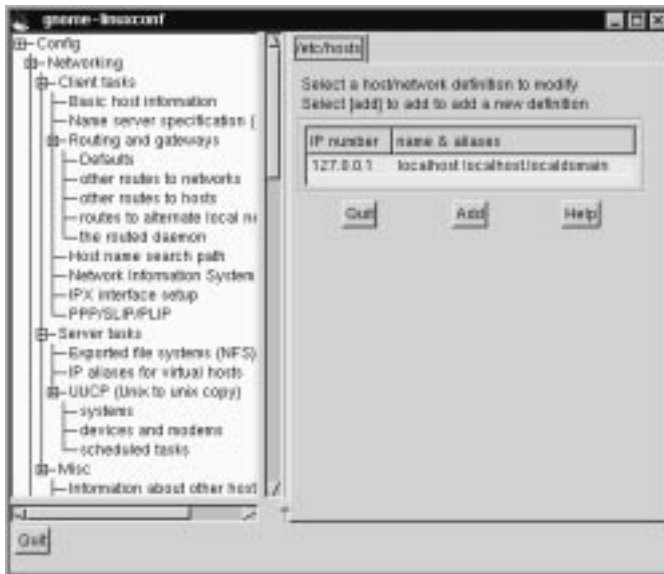 gnome-linuxconf
Config
Networking
Client tasks
Basic host information
Name server specification (
Routing and gateways
Defaults
other routes to networks
other routes to hosts
routes to alternate local ne
the routed daemon
Host name search path
Network Information System
IPX interface setup
PPP/SLIP/PLIP
Server tasks
Exported file systems (NFS)
IP aliases for virtual hosts
UUCP (Unix to unix copy)
systems
devices and modems
scheduled tasks
Misc
Information about other host
Quit
/etc/hosts
Select a host/network definition to modify
Select [add] to add to add a new definition
IP number name & aliases
127.0.0.1 localhost localhost.localdomain
Quit Add Help